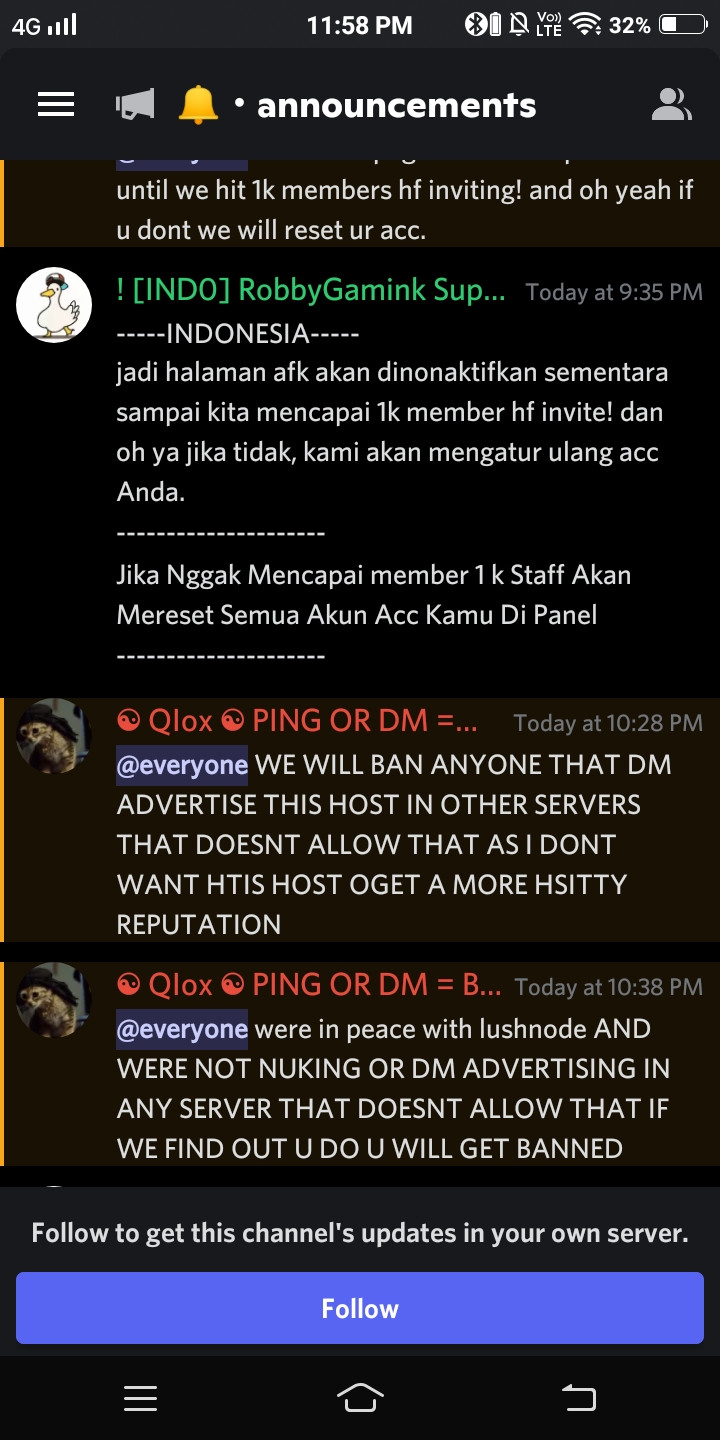 4G 11:58 PM Vo)) LTE 32%
• announcements
until we hit 1k members hf inviting! and oh yeah if
u dont we will reset ur acc.
! [IND0] RobbyGamink Sup... Today at 9:35 PM
-----INDONESIA-----
jadi halaman afk akan dinonaktifkan sementara
sampai kita mencapai 1k member hf invite! dan
oh ya jika tidak, kami akan mengatur ulang acc
Anda.
---------------------
Jika Nggak Mencapai member 1 k Staff Akan
Mereset Semua Akun Acc Kamu Di Panel
---------------------
☯ Qlox ☯ PING OR DM =... Today at 10:28 PM
@everyone WE WILL BAN ANYONE THAT DM
ADVERTISE THIS HOST IN OTHER SERVERS
THAT DOESNT ALLOW THAT AS I DONT
WANT HTIS HOST OGET A MORE HSITTY
REPUTATION
☯ Qlox ☯ PING OR DM = B... Today at 10:38 PM
@everyone were in peace with lushnode AND
WERE NOT NUKING OR DM ADVERTISING IN
ANY SERVER THAT DOESNT ALLOW THAT IF
WE FIND OUT U DO U WILL GET BANNED
Follow to get this channel's updates in your own server.
Follow